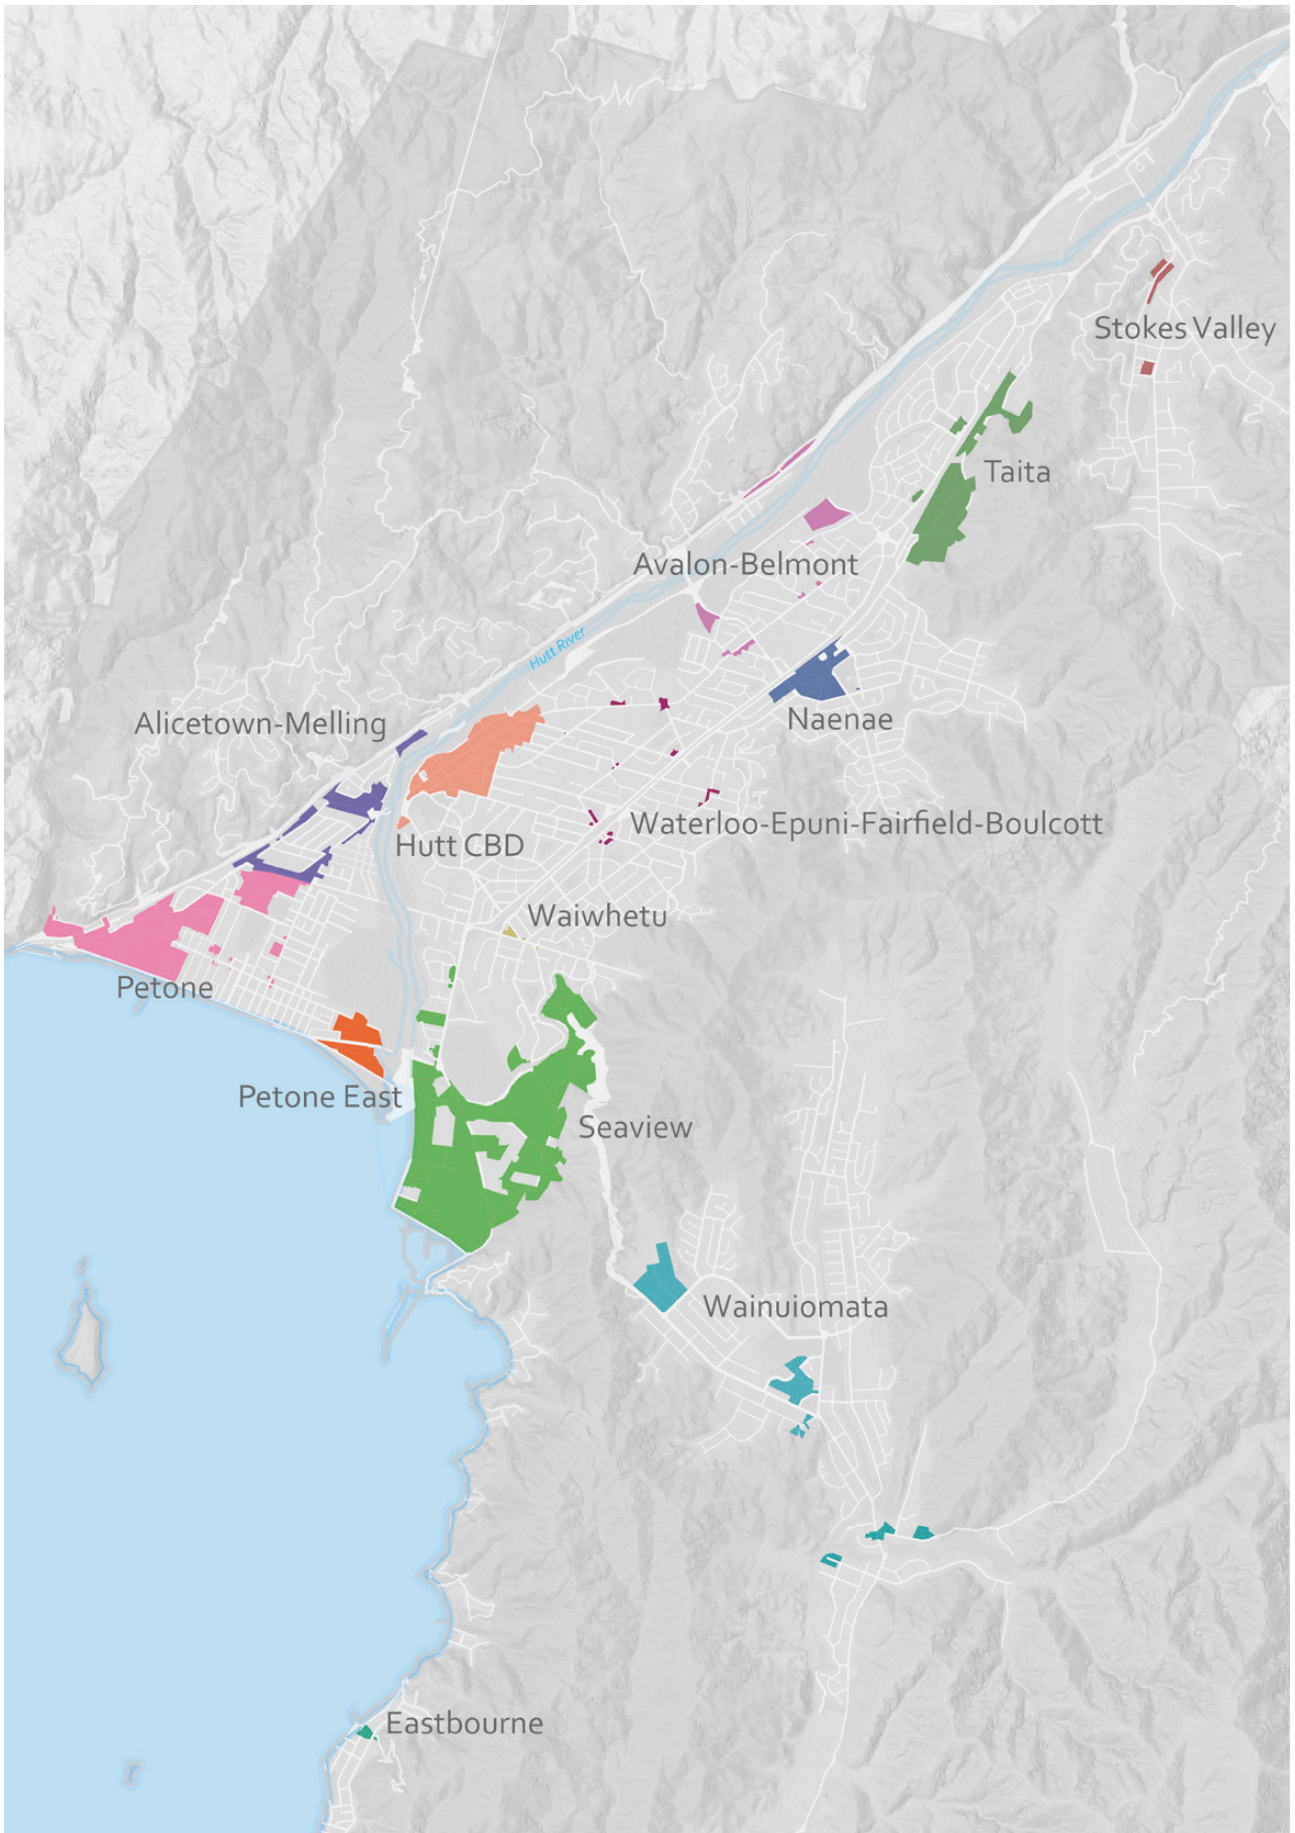 Stokes Valley
Taita
Avalon-Belmont
Hutt River
Naenae
Alicetown-Melling
Waterloo-Epuni-Fairfield-Boulcott
Hutt CBD
Waiwhetu
Petone
Petone East
Seaview
Wainuiomata
Eastbourne